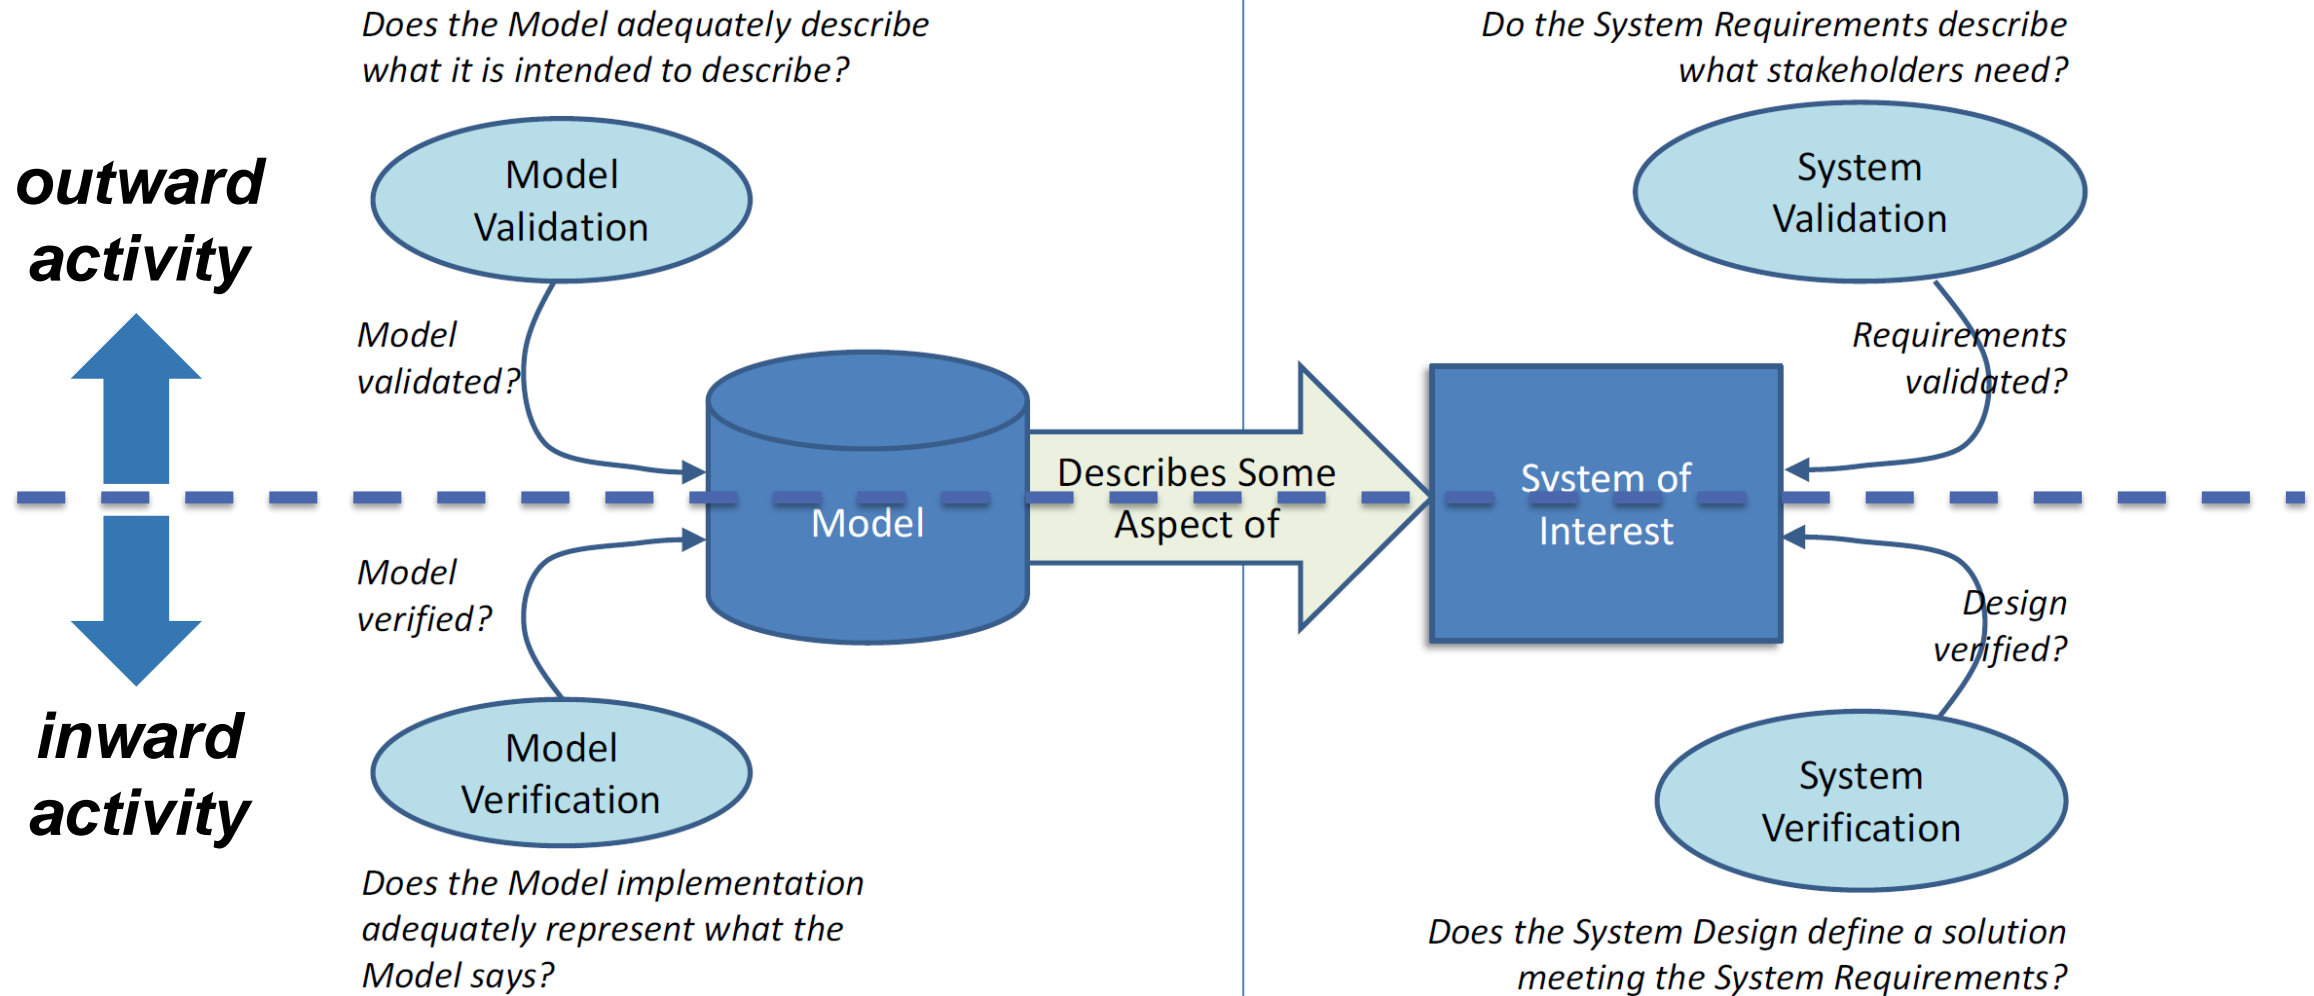 Does the Model adequately describe
what it is intended to describe?
Do the System Requirements describe
what stakeholders need?
outward
activity
Model
Validation
System
Validation
Model
validated?
Requirements
validated?
Describes Some
Aspect of
Model
System of
Interest
Model
verified?
Design
verified?
inward
activity
Model
Verification
System
Verification
Does the Model implementation
adequately represent what the
Model says?
Does the System Design define a solution
meeting the System Requirements?